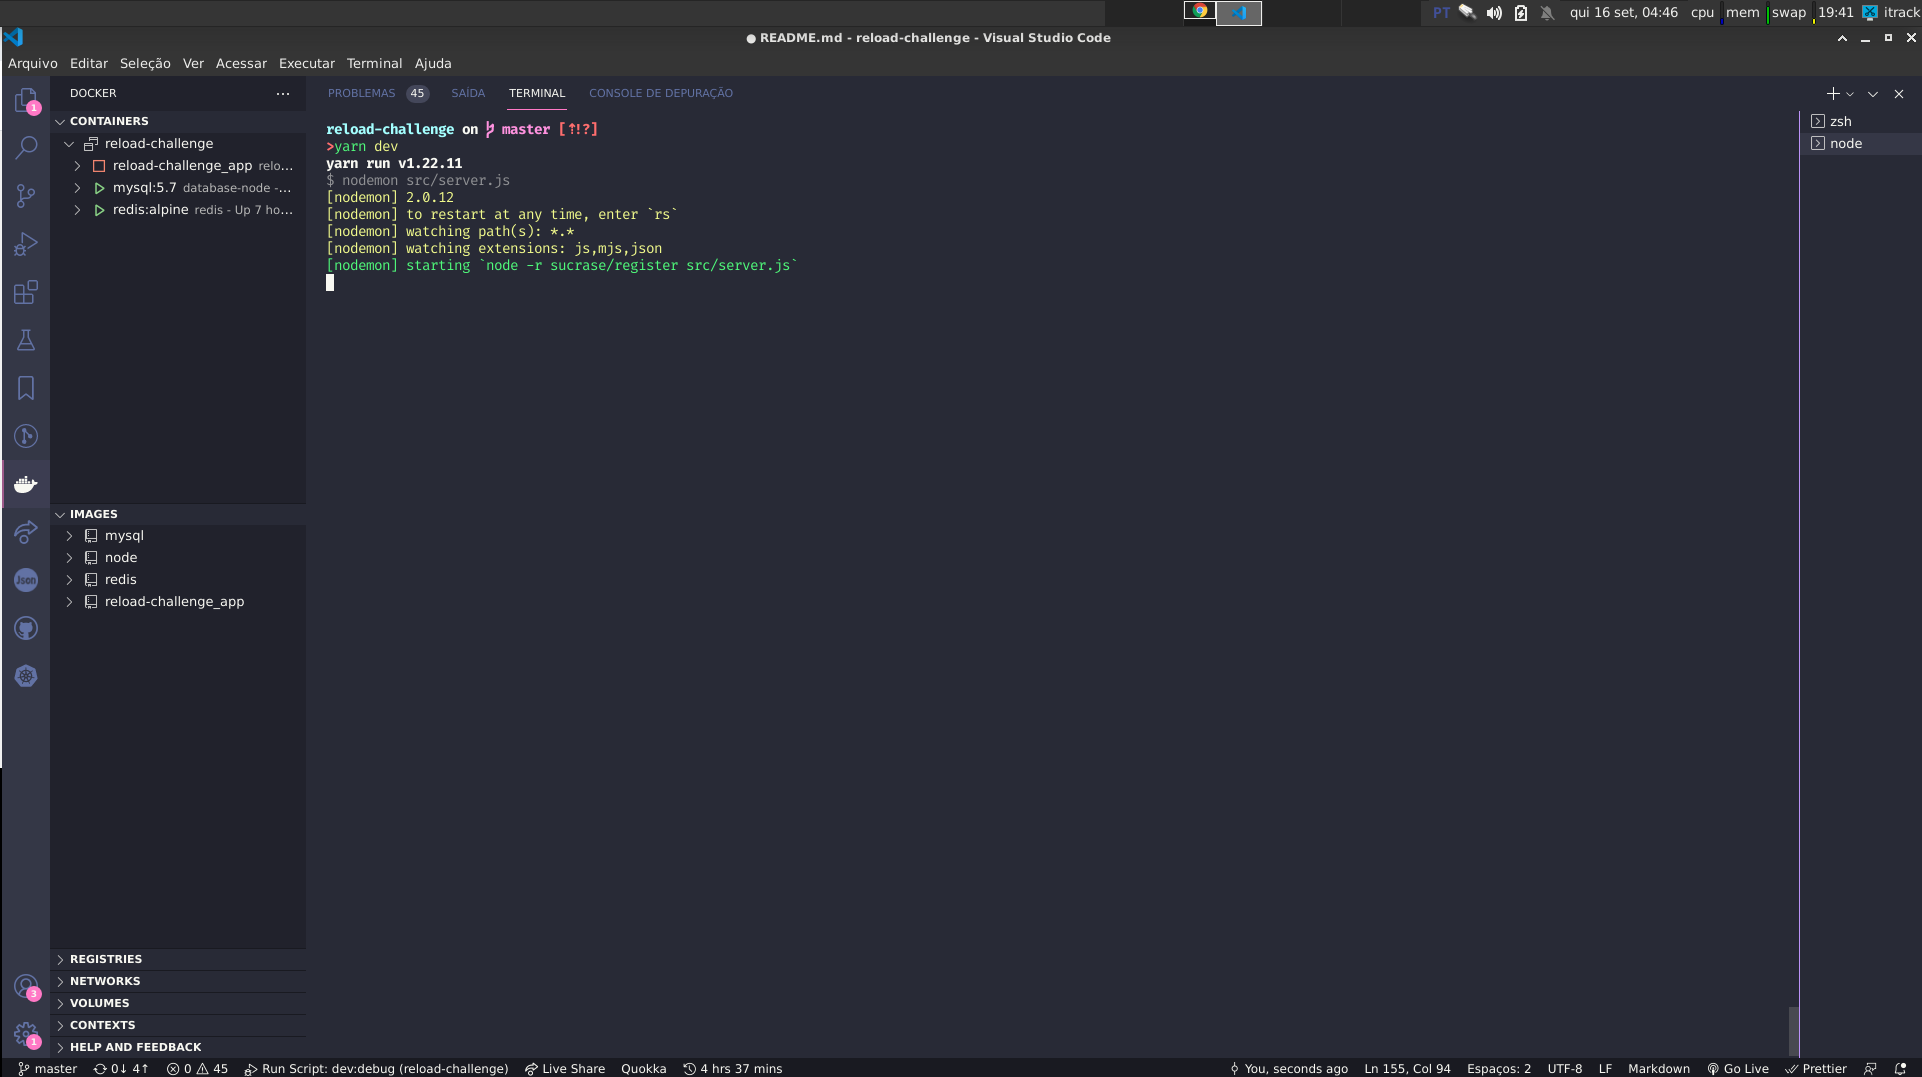 PT qui 16 set, 04:46 cpu mem swap 19:41 itrack
● README.md - reload-challenge - Visual Studio Code
Arquivo Editar Seleção Ver Acessar Executar Terminal Ajuda
DOCKER ···
CONTAINERS
reload-challenge
reload-challenge_app relo...
mysql:5.7 database-node -...
redis:alpine redis - Up 7 ho...
IMAGES
mysql
node
redis
reload-challenge_app
REGISTRIES
NETWORKS
VOLUMES
CONTEXTS
HELP AND FEEDBACK
1
Json
3
1
PROBLEMAS 45 SAÍDA TERMINAL CONSOLE DE DEPURAÇÃO
reload-challenge on master [⇡!?]
>yarn dev
yarn run v1.22.11
$ nodemon src/server.js
[nodemon] 2.0.12
[nodemon] to restart at any time, enter `rs`
[nodemon] watching path(s): *.*
[nodemon] watching extensions: js,mjs,json
[nodemon] starting `node -r sucrase/register src/server.js`
zsh
node
master 0↓ 4↑ 0 45 Run Script: dev:debug (reload-challenge) Live Share Quokka 4 hrs 37 mins You, seconds ago Ln 155, Col 94 Espaços: 2 UTF-8 LF Markdown Go Live Prettier